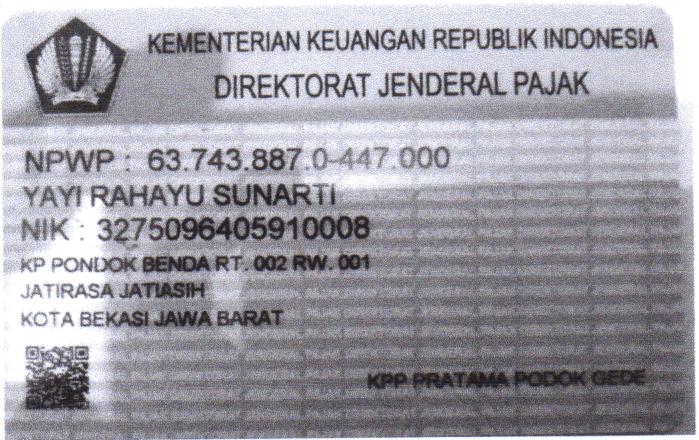 KEMENTERIAN KEUANGAN REPUBLIK INDONESIA
DIREKTORAT JENDERAL PAJAK
NPWP : 63.743.887.0-447.000
YAYI RAHAYU SUNARTI
NIK : 3275096405910008
KP PONDOK BENDA RT. 002 RW. 001
JATIRASA JATIASIH
KOTA BEKASI JAWA BARAT
KPP PRATAMA PODOK GEDE